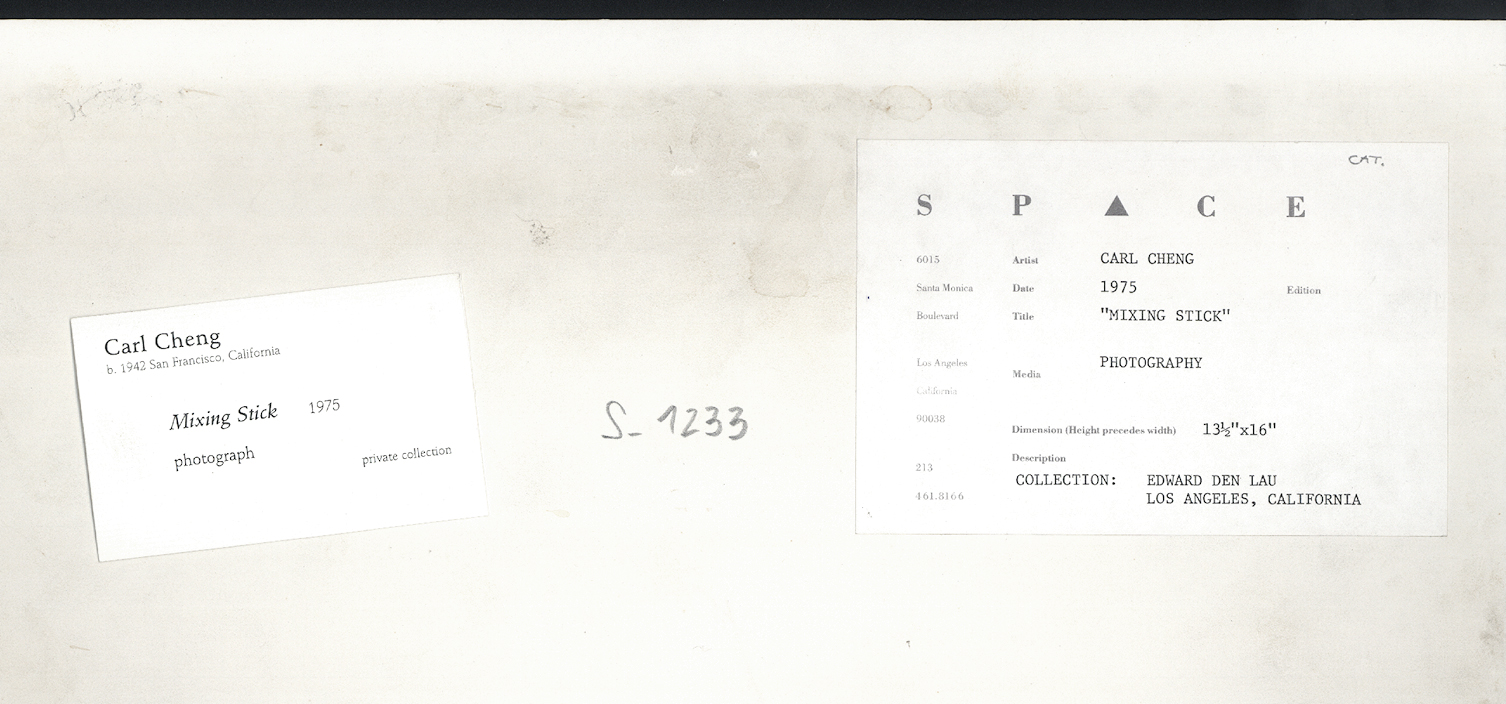 Carl Cheng
b. 1942 San Francisco, California
Mixing Stick 1975
photograph private collection
S- 1233
CAT.
S P ▲ C E
6015 Artist CARL CHENG
Santa Monica Date 1975 Edition
Boulevard Title "MIXING STICK"
Los Angeles Media PHOTOGRAPHY
California
90038 Dimension (Height precedes width) 13½"x16"
Description
213 COLLECTION: EDWARD DEN LAU
461.8166 LOS ANGELES, CALIFORNIA